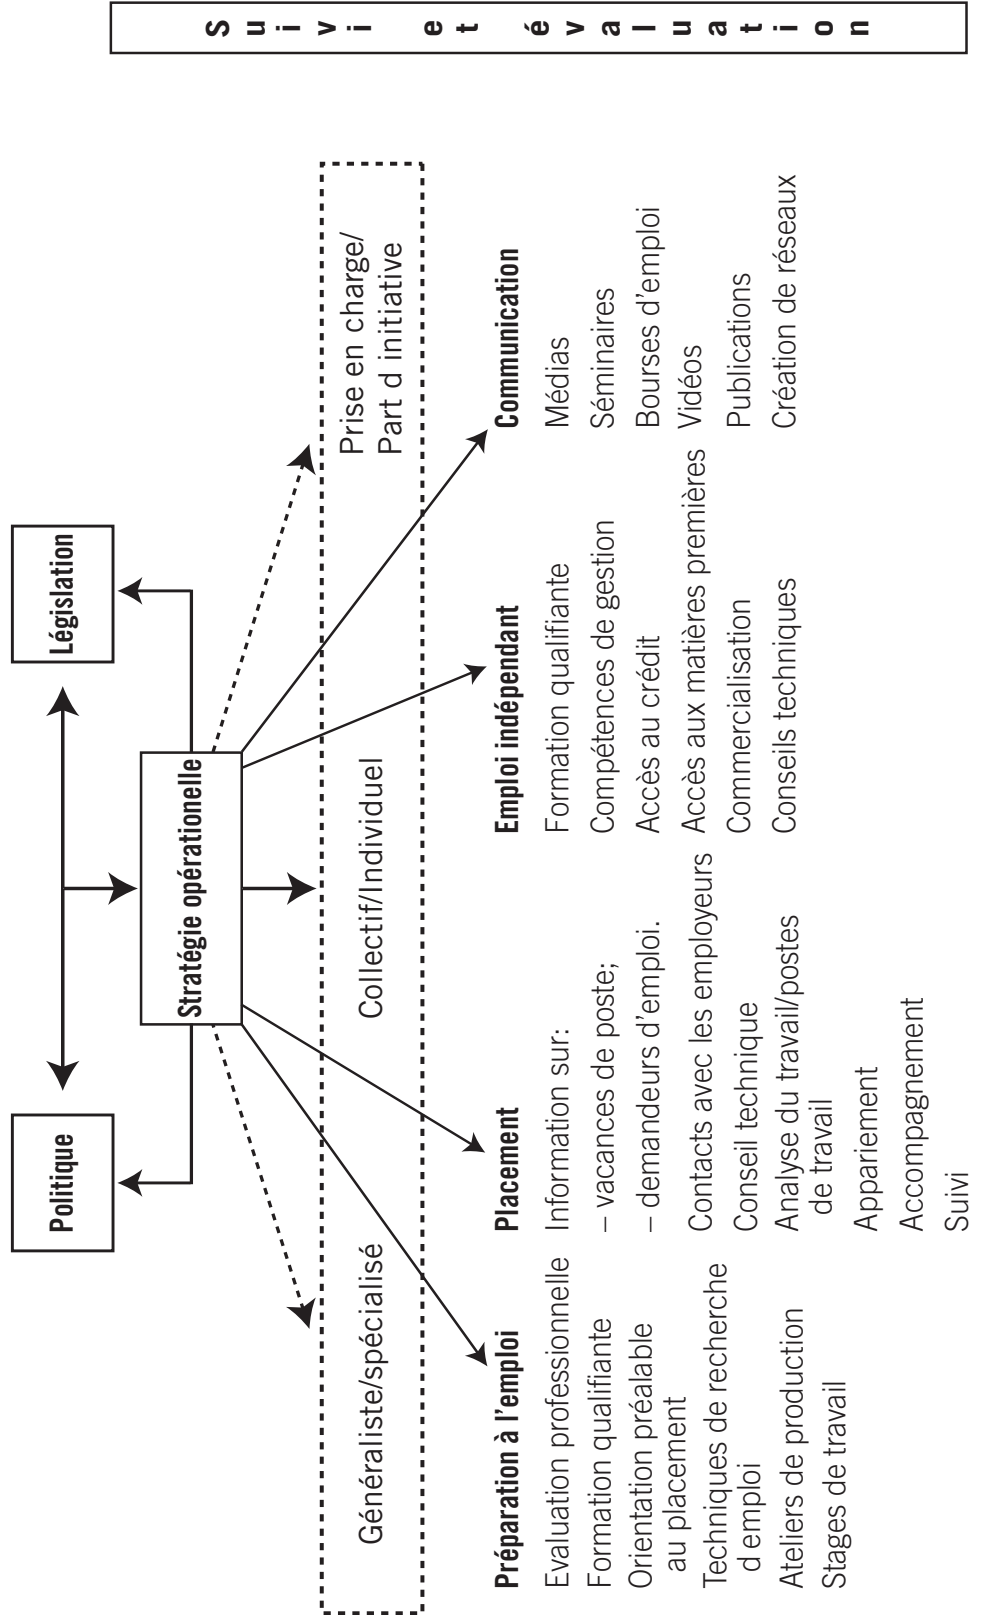 Politique
Législation
Stratégie opérationelle
Généraliste/spécialisé
Collectif/Individuel
Prise en charge/
Part d initiative
Préparation à l'emploi
Evaluation professionnelle
Formation qualifiante
Orientation préalable
au placement
Techniques de recherche
d emploi
Ateliers de production
Stages de travail
Placement
Information sur:
– vacances de poste;
– demandeurs d'emploi.
Contacts avec les employeurs
Conseil technique
Analyse du travail/postes
de travail
Appariement
Accompagnement
Suivi
Emploi indépendant
Formation qualifiante
Compétences de gestion
Accès au crédit
Accès aux matières premières
Commercialisation
Conseils techniques
Communication
Médias
Séminaires
Bourses d'emploi
Vidéos
Publications
Création de réseaux
Suivi et évaluation